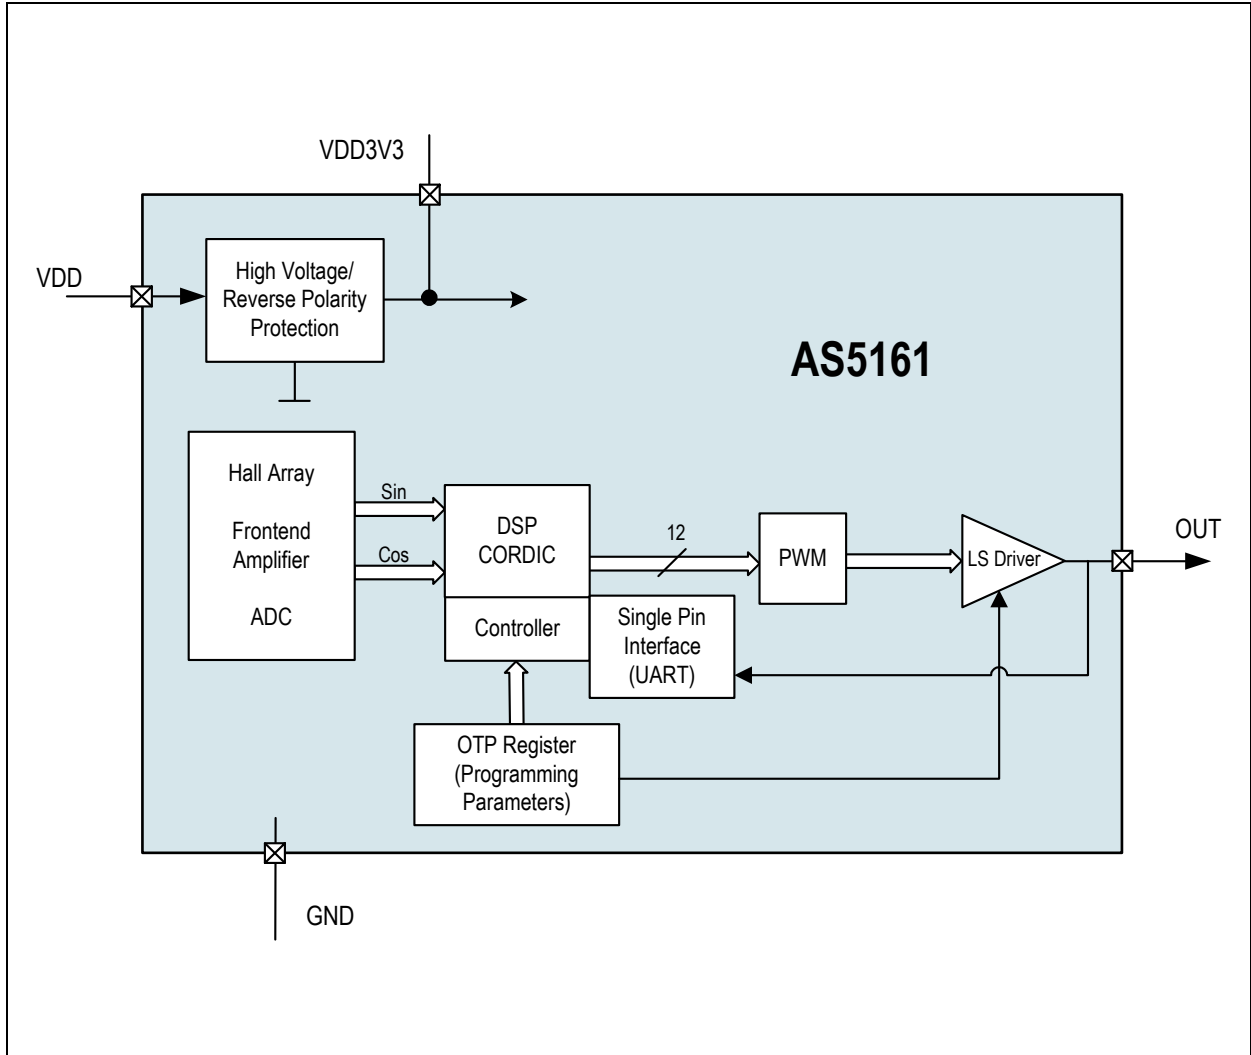 VDD3V3
VDD
High Voltage/
Reverse Polarity
Protection
AS5161
Hall Array
Frontend
Amplifier
ADC
Sin
Cos
DSP
CORDIC
Controller
12
PWM
LS Driver
OUT
Single Pin
Interface
(UART)
OTP Register
(Programming
Parameters)
GND